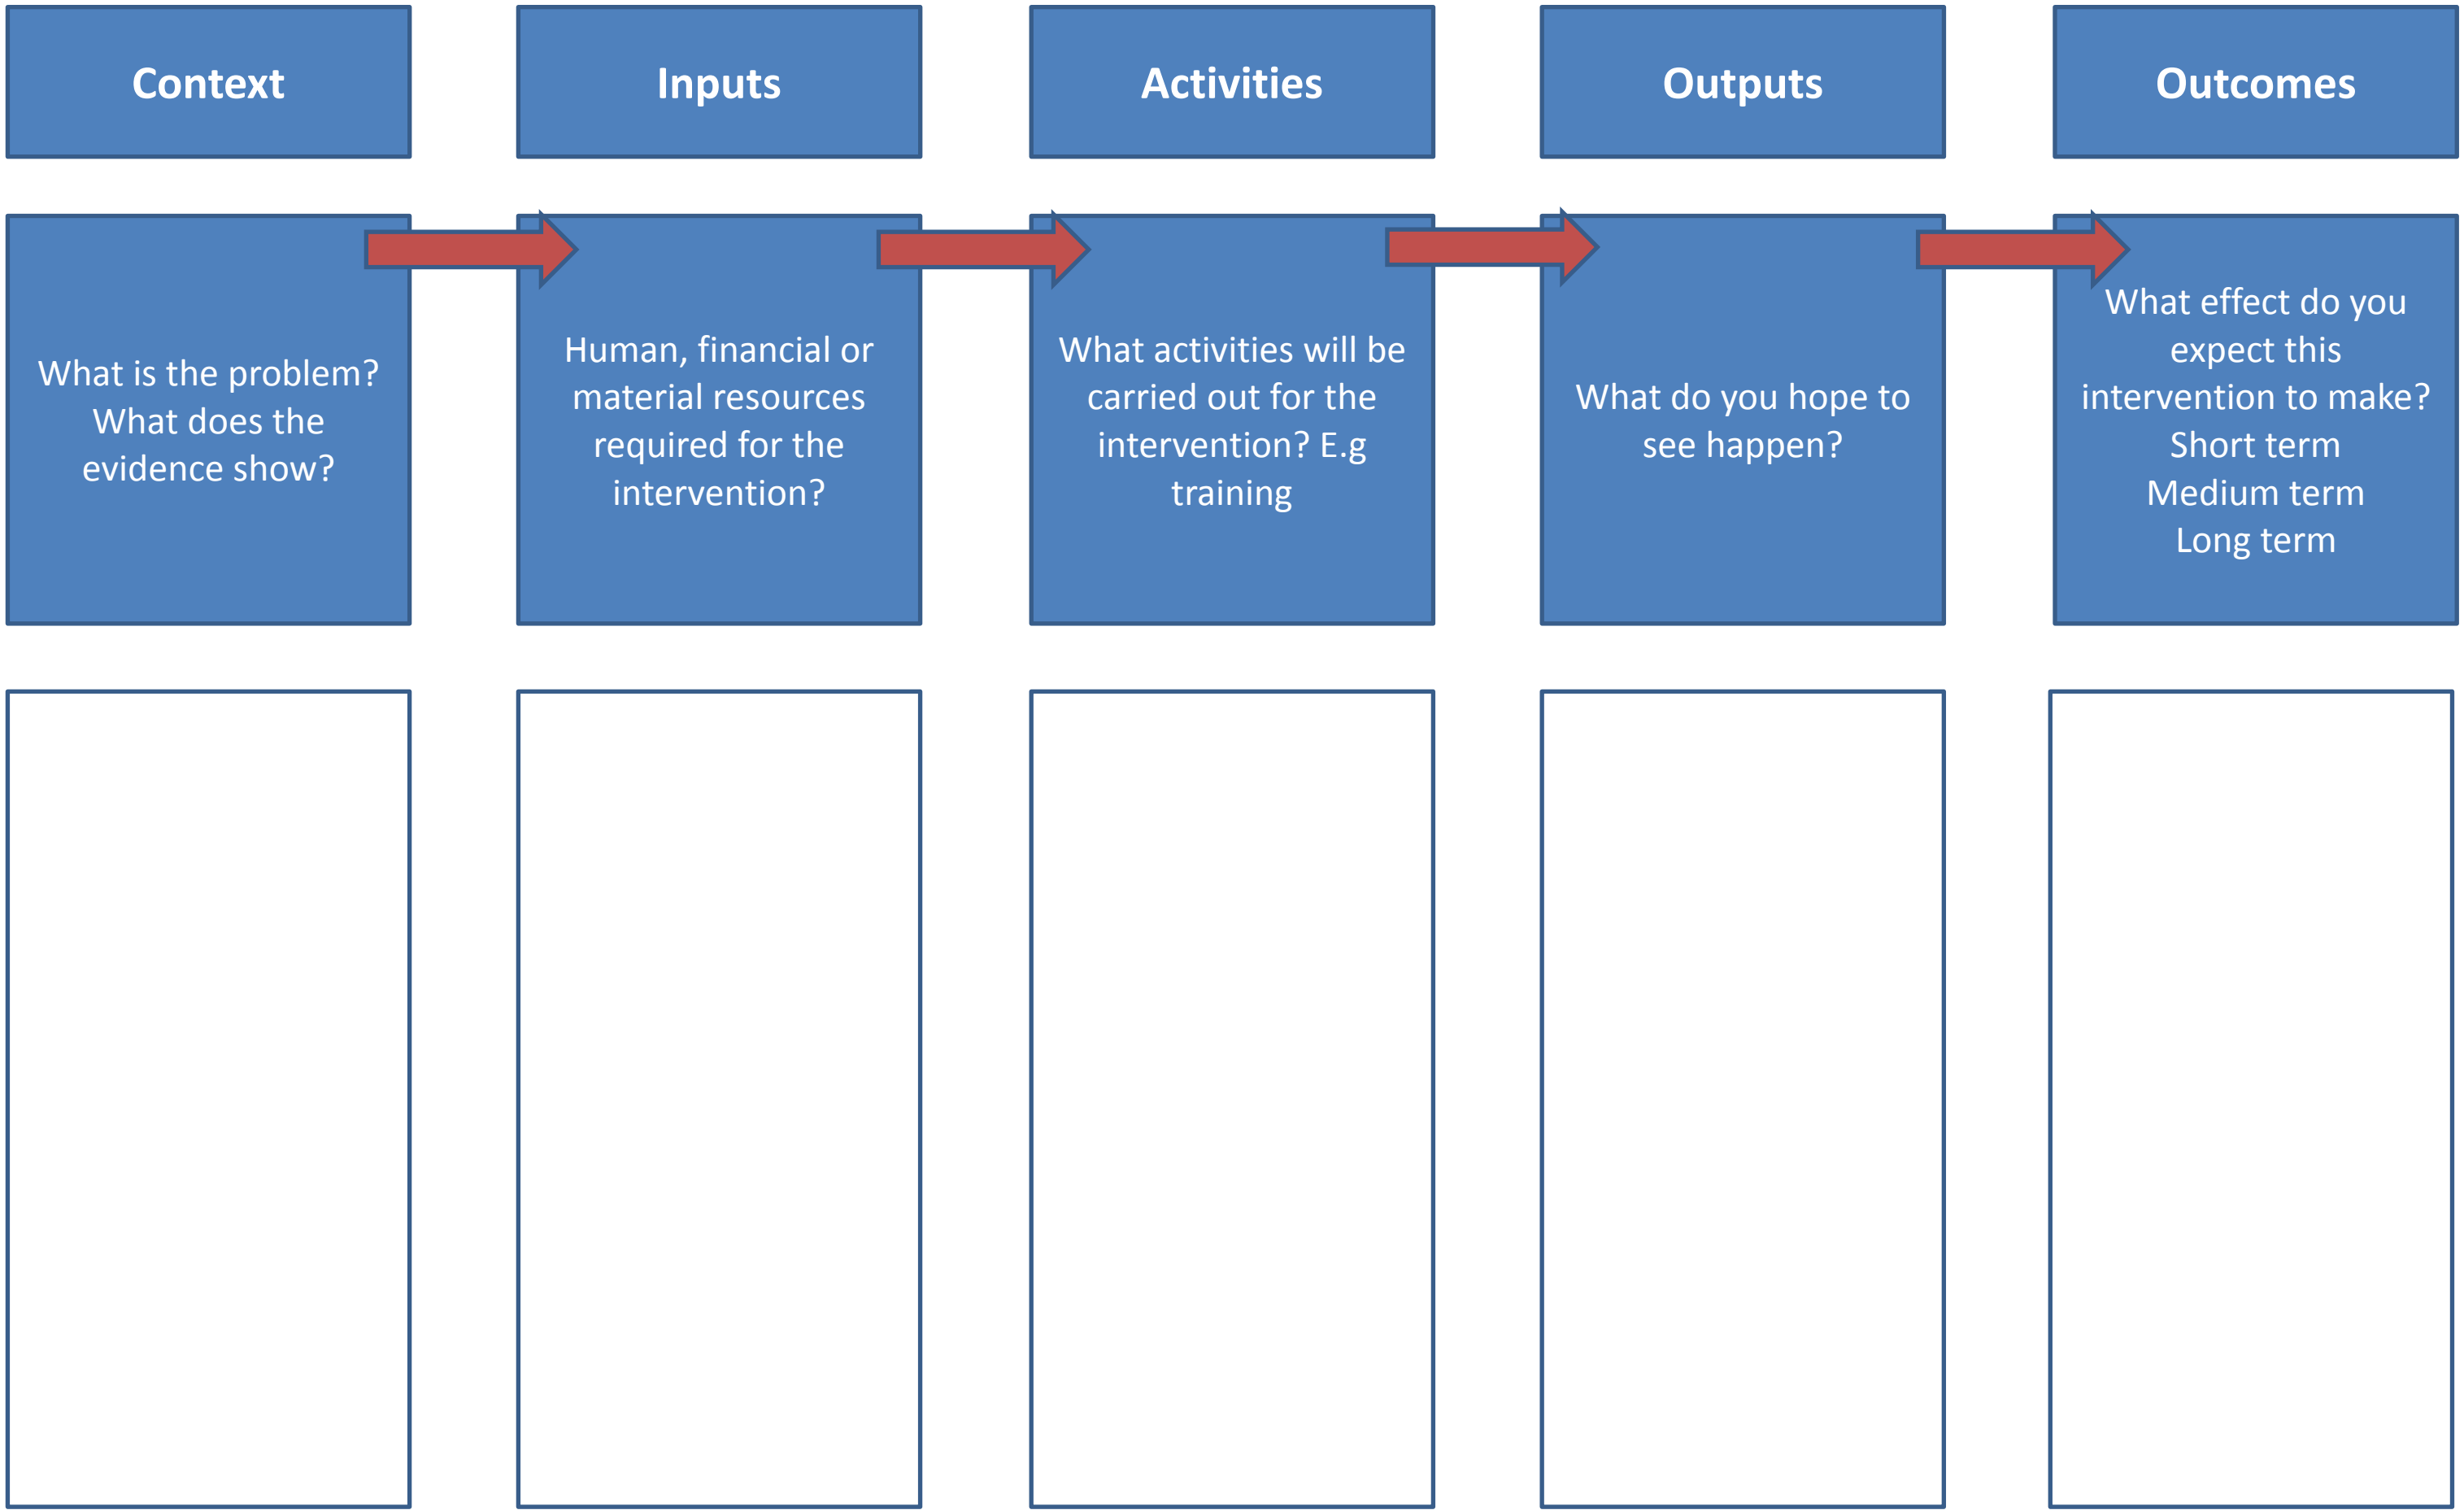 Context
Inputs
Activities
Outputs
Outcomes
What is the problem?
What does the
evidence show?
Human, financial or
material resources
required for the
intervention?
What activities will be
carried out for the
intervention? E.g
training
What do you hope to
see happen?
What effect do you
expect this
intervention to make?
Short term
Medium term
Long term